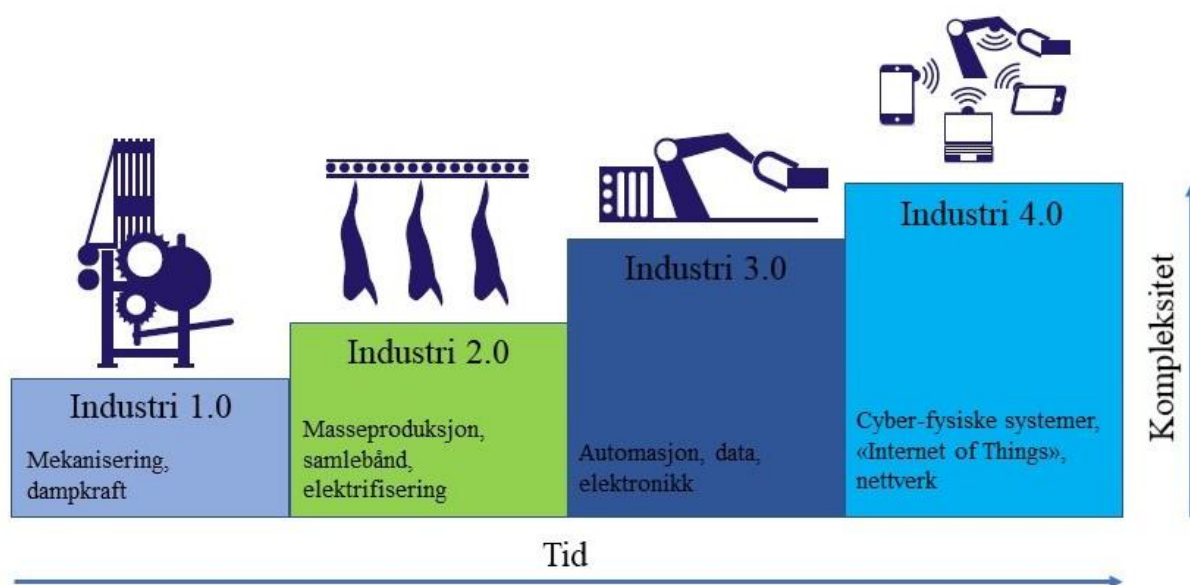 Industri 1.0
Mekanisering,
dampkraft
Industri 2.0
Masseproduksjon,
samlebånd,
elektrifisering
Industri 3.0
Automasjon, data,
elektronikk
Industri 4.0
Cyber-fysiske systemer,
«Internet of Things»,
nettverk
Kompleksitet
Tid